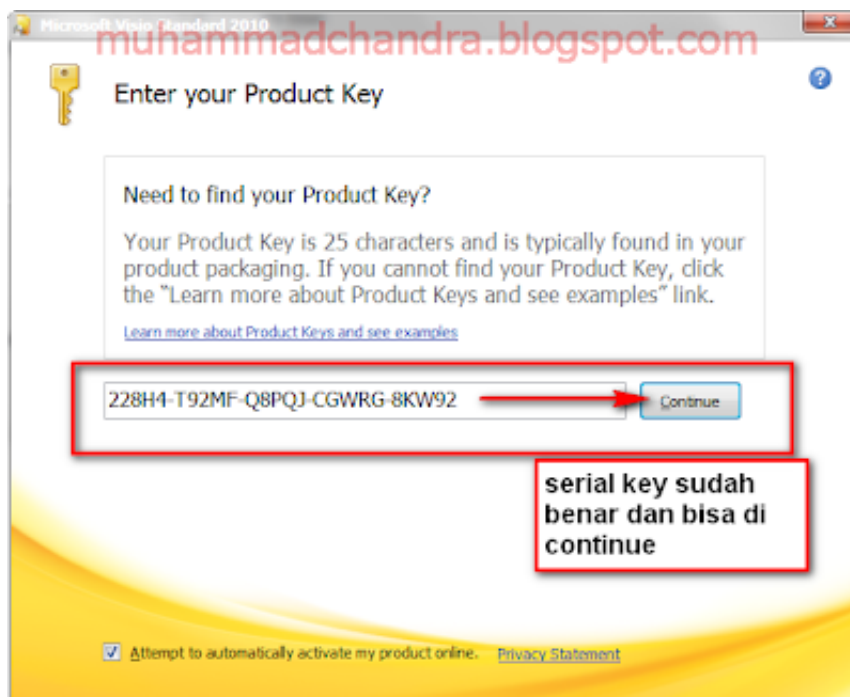 Microsoft Visio Standard 2010
muhammadchandra.blogspot.com
Enter your Product Key
Need to find your Product Key?
Your Product Key is 25 characters and is typically found in your
product packaging. If you cannot find your Product Key, click
the "Learn more about Product Keys and see examples" link.
Learn more about Product Keys and see examples
228H4-T92MF-Q8PQJ-CGWRG-8KW92
Continue
serial key sudah
benar dan bisa di
continue
Attempt to automatically activate my product online. Privacy Statement